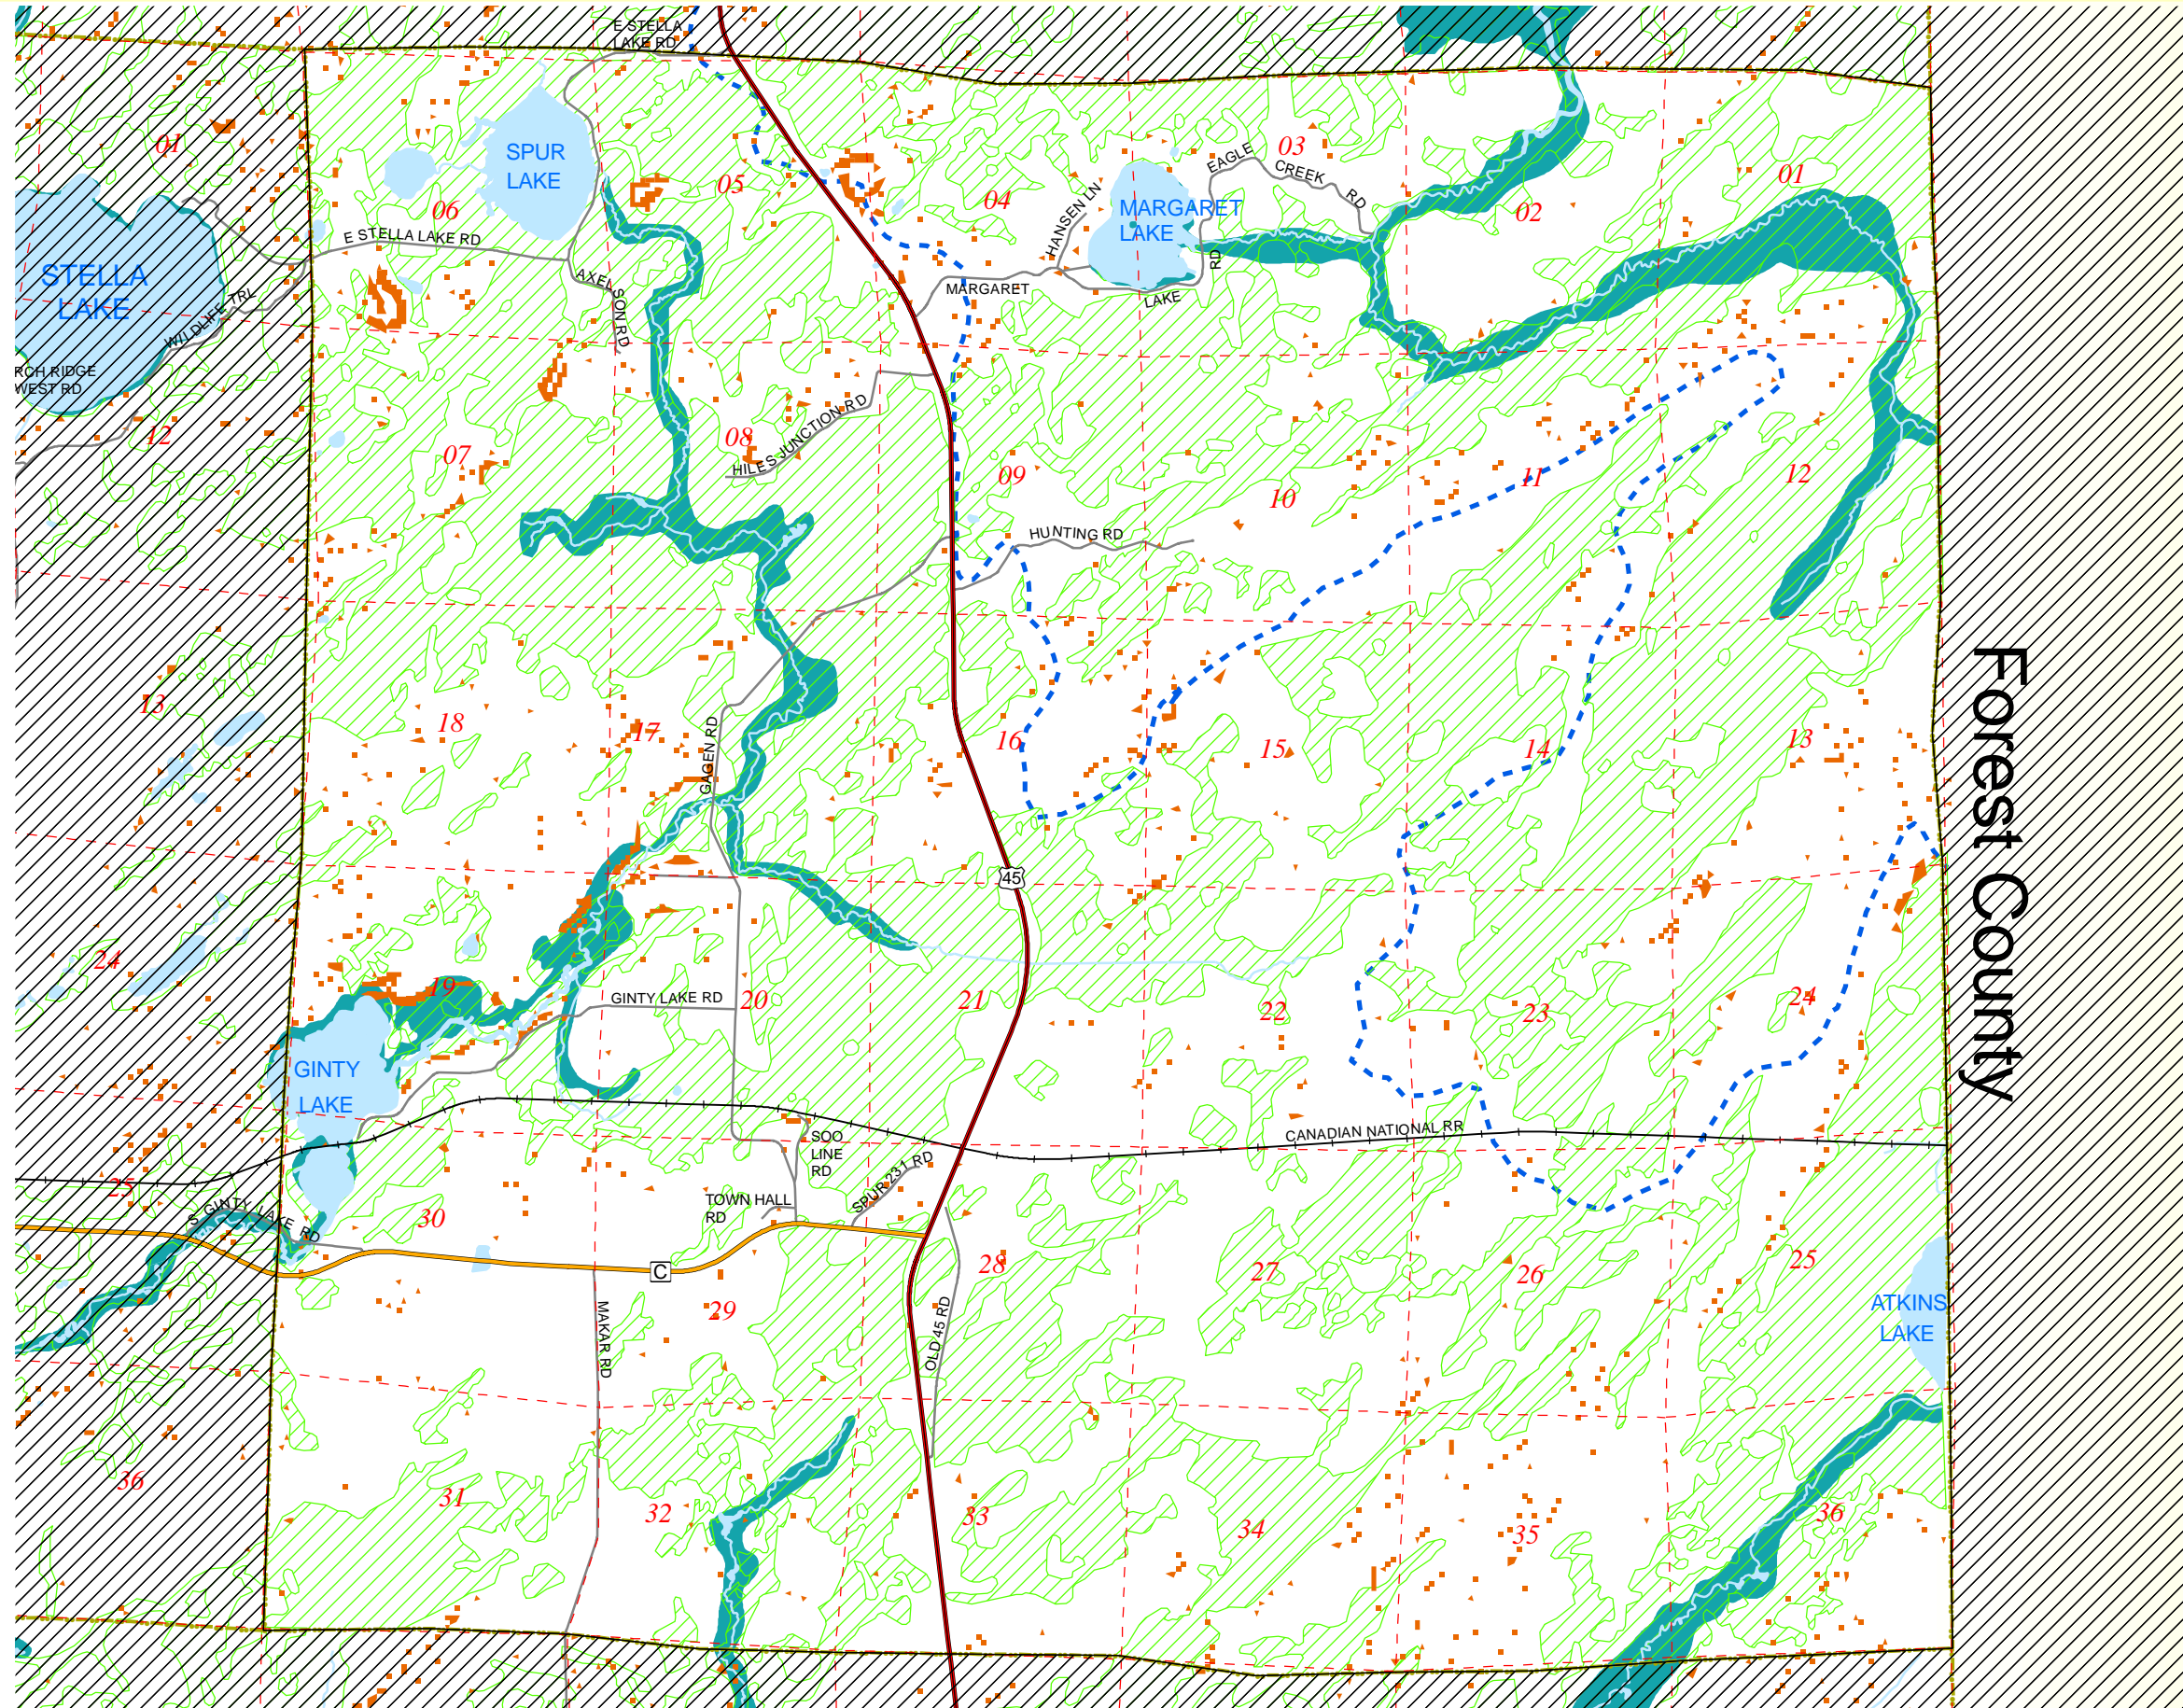 E STELLA
LAKE RD
01
SPUR
LAKE
06
05
04
03
EAGLE
CREEK
RD
01
02
HANSEN LN
MARGARET
LAKE
E STELLA LAKE RD
STELLA
LAKE
WILDLIFE TRL
AXELSON RD
MARGARET
LAKE
RD
RCH RIDGE
WEST RD
12
07
08
HILES JUNCTION RD
09
10
11
12
HUNTING RD
13
18
17
GAGEN RD
16
15
14
13
Forest County
45
24
19
GINTY LAKE RD
20
21
22
23
24
GINTY
LAKE
SOO
LINE
RD
CANADIAN NATIONAL RR
SPUR 231 RD
TOWN HALL
RD
25
S GINTY LAKE RD
30
C
29
28
27
26
25
MAKAR RD
OLD 45 RD
ATKINS
LAKE
36
31
32
33
34
35
36